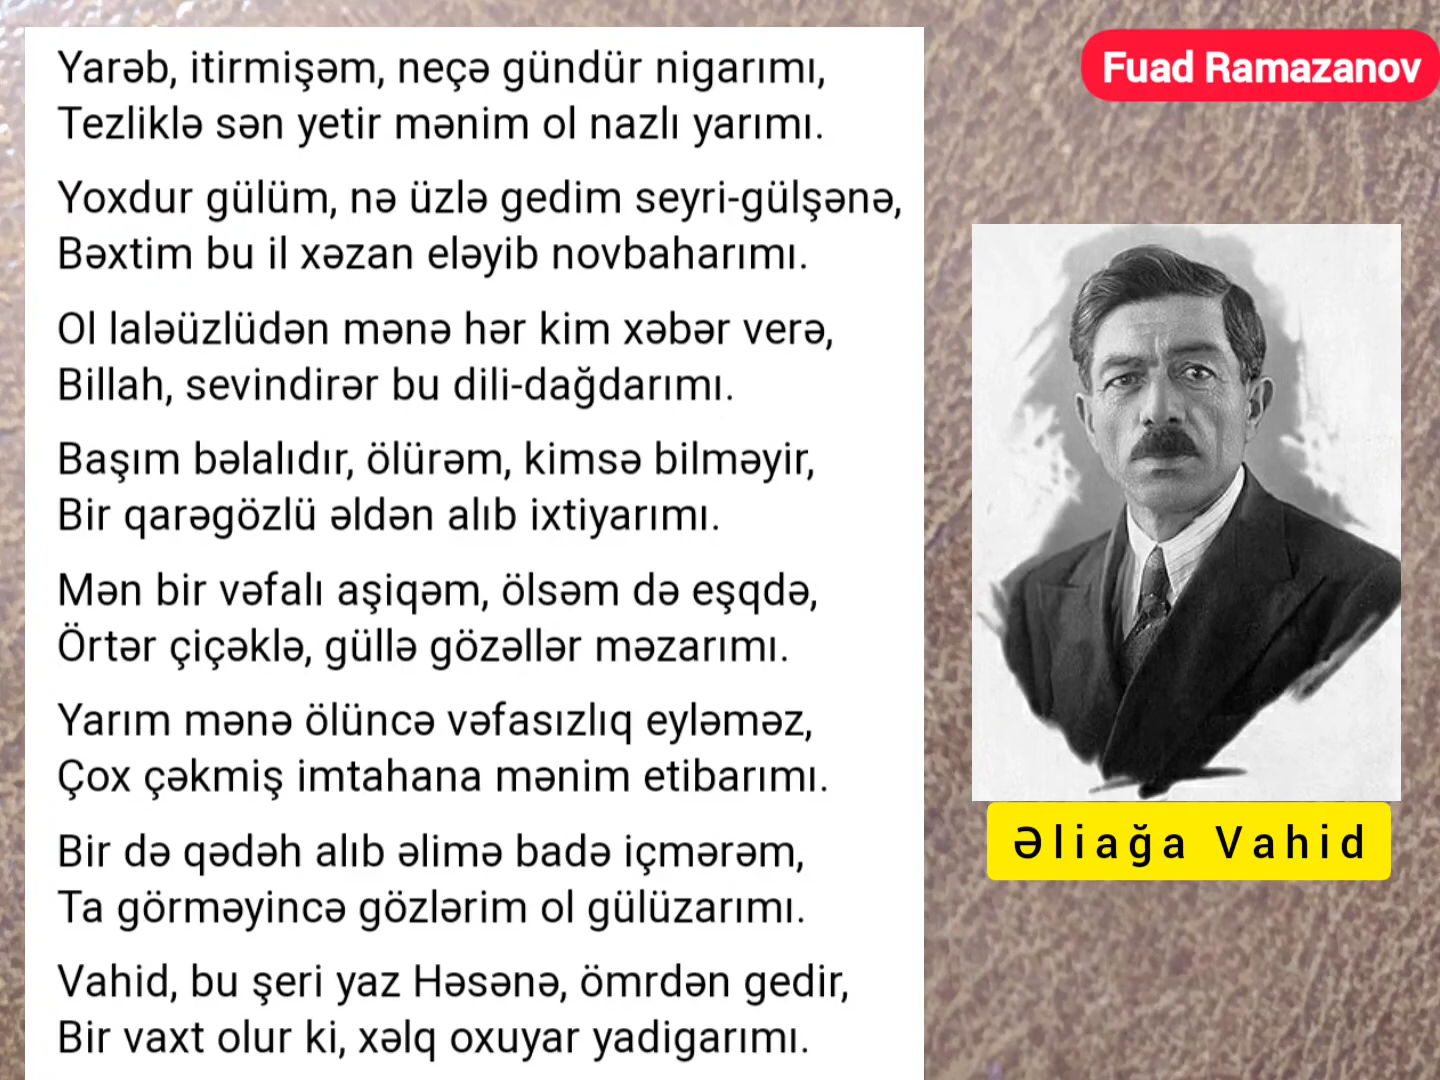 Yarəb, itirmişəm, neçə gündür nigarımı,
Tezliklə sən yetir mənim ol nazlı yarımı.
Yoxdur gülüm, nə üzlə gedim seyri-gülşənə,
Bəxtim bu il xəzan eləyib novbaharımı.
Ol laləüzlüdən mənə hər kim xəbər verə,
Billah, sevindirər bu dili-dağdarımı.
Başım bəlalıdır, ölürəm, kimsə bilməyir,
Bir qarəgözlü əldən alıb ixtiyarımı.
Mən bir vəfalı aşiqəm, ölsəm də eşqdə,
Örtər çiçəklə, güllə gözəllər məzarımı.
Yarım mənə ölüncə vəfasızlıq eyləməz,
Çox çəkmiş imtahana mənim etibarımı.
Bir də qədəh alıb əlimə badə içmərəm,
Ta görməyincə gözlərim ol gülüzarımı.
Vahid, bu şeri yaz Həsənə, ömrdən gedir,
Bir vaxt olur ki, xəlq oxuyar yadigarımı.
Fuad Ramazanov
Əliağa Vahid